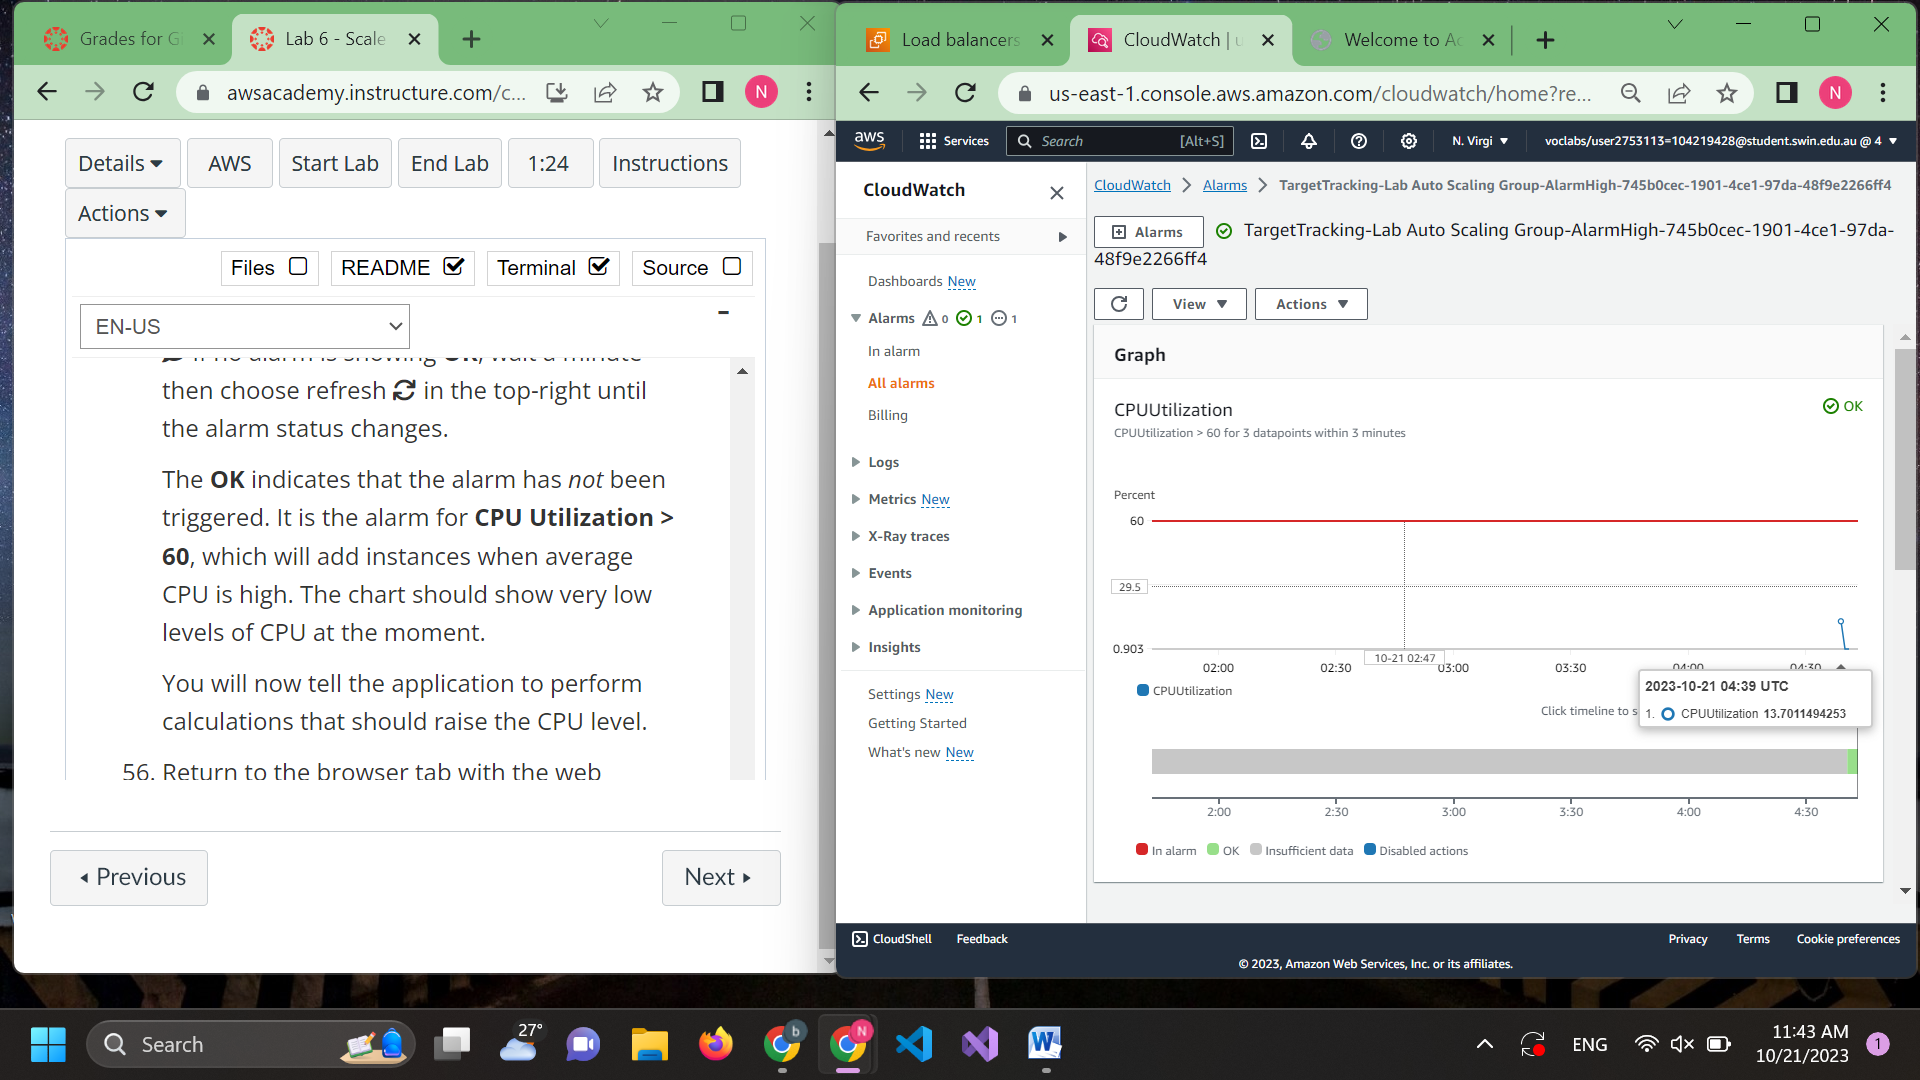 Grades for Gi
Lab 6 - Scale
awsacademy.instructure.com/c...
N
Details
AWS
Start Lab
End Lab
1:24
Instructions
Actions
Files
README
Terminal
Source
EN-US
If no alarm is showing OK, wait a minute
then choose refresh in the top-right until
the alarm status changes.
The OK indicates that the alarm has not been
triggered. It is the alarm for CPU Utilization >
60, which will add instances when average
CPU is high. The chart should show very low
levels of CPU at the moment.
You will now tell the application to perform
calculations that should raise the CPU level.
56. Return to the browser tab with the web
Previous
Next
Load balancers
CloudWatch | u
Welcome to A
us-east-1.console.aws.amazon.com/cloudwatch/home?re...
N
aws
Services
Search
[Alt+S]
N. Virgi
voclabs/user2753113=104219428@student.swin.edu.au @ 4
CloudWatch
Favorites and recents
Dashboards New
Alarms 0 1 1
In alarm
All alarms
Billing
Logs
Metrics New
X-Ray traces
Events
Application monitoring
Insights
Settings New
Getting Started
What's new New
CloudWatch
Alarms
TargetTracking-Lab Auto Scaling Group-AlarmHigh-745b0cec-1901-4ce1-97da-48f9e2266ff4
Alarms
TargetTracking-Lab Auto Scaling Group-AlarmHigh-745b0cec-1901-4ce1-97da-
48f9e2266ff4
View
Actions
Graph
CPUUtilization
OK
CPUUtilization > 60 for 3 datapoints within 3 minutes
Percent
60
29.5
0.903
02:00
02:30
10-21 02:47
03:00
03:30
04:00
04:30
CPUUtilization
2023-10-21 04:39 UTC
1. CPUUtilization 13.7011494253
Click timeline to s
2:00
2:30
3:00
3:30
4:00
4:30
In alarm
OK
Insufficient data
Disabled actions
CloudShell
Feedback
Privacy
Terms
Cookie preferences
© 2023, Amazon Web Services, Inc. or its affiliates.
Search
27°
b
N
ENG
11:43 AM
10/21/2023
1